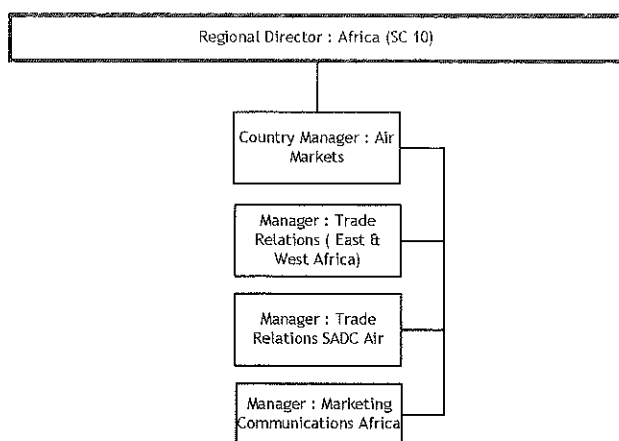 Regional Director : Africa (SC 10)
Country Manager : Air
Markets
Manager : Trade
Relations ( East &
West Africa)
Manager : Trade
Relations SADC Air
Manager : Marketing
Communications Africa